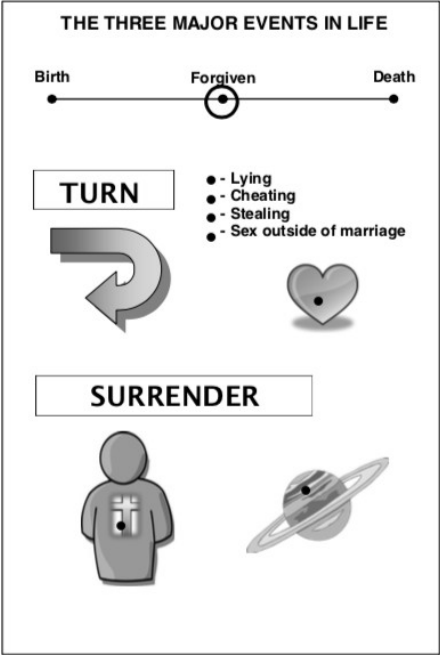 THE THREE MAJOR EVENTS IN LIFE
Birth Forgiven Death
TURN
- Lying
- Cheating
- Stealing
- Sex outside of marriage
SURRENDER